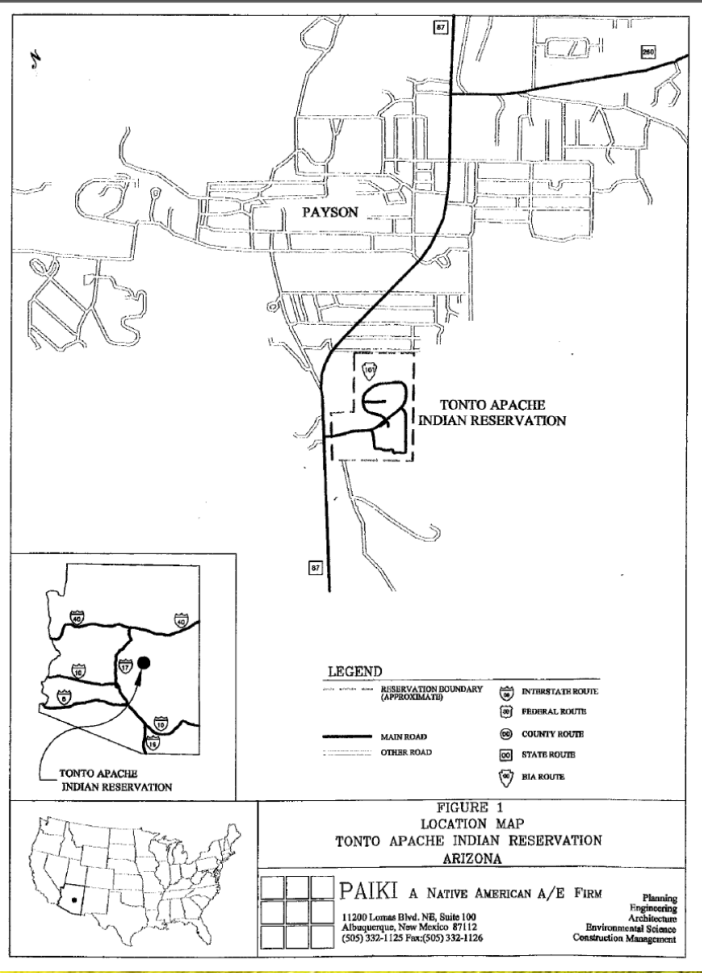 N
87
260
PAYSON
167
TONTO APACHE
INDIAN RESERVATION
87
40
40
17
10
8
10
19
TONTO APACHE
INDIAN RESERVATION
LEGEND
RESERVATION BOUNDARY
(APPROXIMATE)
MAIN ROAD
OTHER ROAD
INTERSTATE ROUTE
FEDERAL ROUTE
COUNTY ROUTE
STATE ROUTE
BIA ROUTE
FIGURE 1
LOCATION MAP
TONTO APACHE INDIAN RESERVATION
ARIZONA
PAIKI A NATIVE AMERICAN A/E FIRM
11200 Lomas Blvd. NE, Suite 100
Albuquerque, New Mexico 87112
(505) 332-1125 Fax:(505) 332-1126
Planning
Engineering
Architecture
Environmental Science
Construction Management